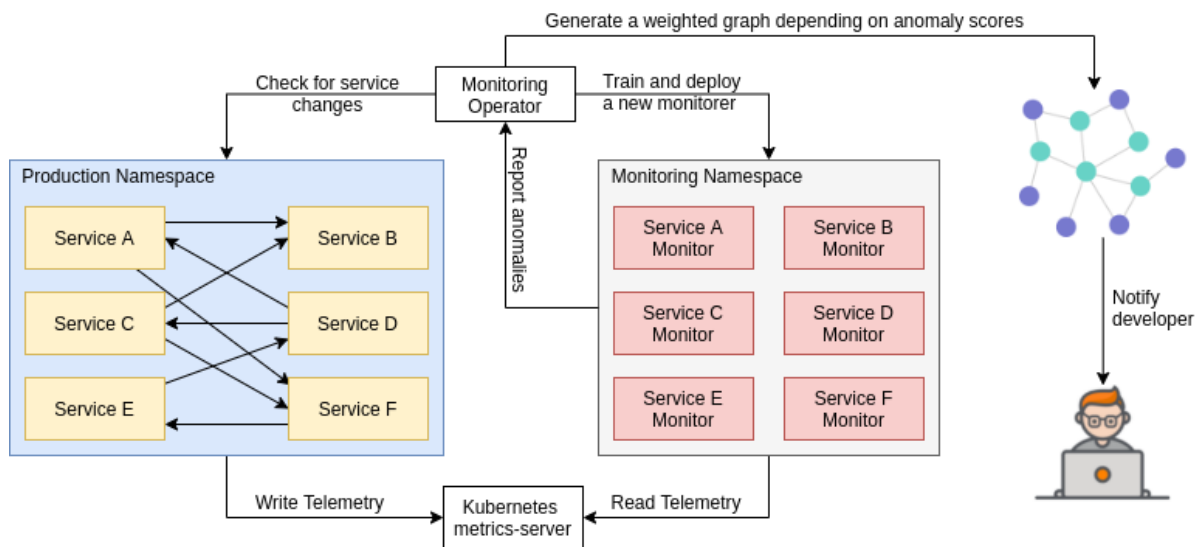 Generate a weighted graph depending on anomaly scores
Check for service
changes
Monitoring
Operator
Train and deploy
a new monitorer
Production Namespace
Service A
Service B
Service C
Service D
Service E
Service F
Report anomalies
Monitoring Namespace
Service A
Monitor
Service B
Monitor
Service C
Monitor
Service D
Monitor
Service E
Monitor
Service F
Monitor
Notify
developer
Write Telemetry
Kubernetes
metrics-server
Read Telemetry